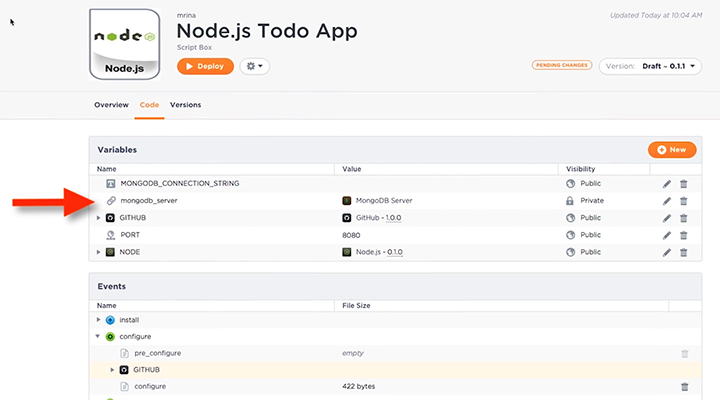 mrina
Updated Today at 10:04 AM
node JS
Node.js
Node.js Todo App
Script Box
Deploy
PENDING CHANGES
Version: Draft ~ 0.1.1
Overview Code Versions
Variables
New
Name Value Visibility
MONGODB_CONNECTION_STRING Public
mongodb_server MongoDB Server Private
GITHUB GitHub - 1.0.0 Public
PORT 8080 Public
NODE Node.js - 0.1.0 Public
Events
Name File Size
install
configure
pre_configure empty
GITHUB
configure 422 bytes